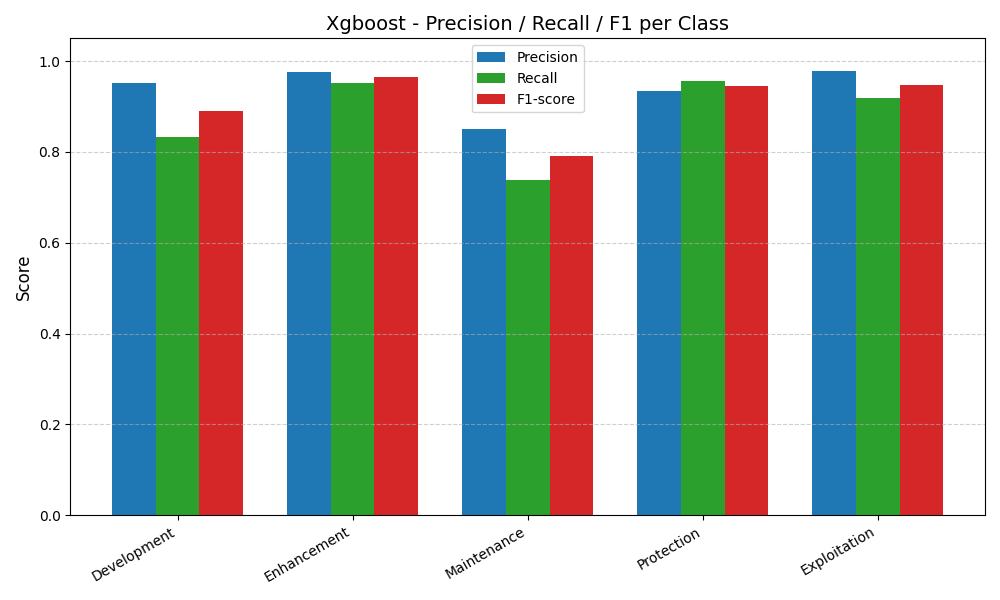 Xgboost - Precision / Recall / F1 per Class
Precision
Recall
F1-score
Score
1.0
0.8
0.6
0.4
0.2
0.0
Development
Enhancement
Maintenance
Protection
Exploitation